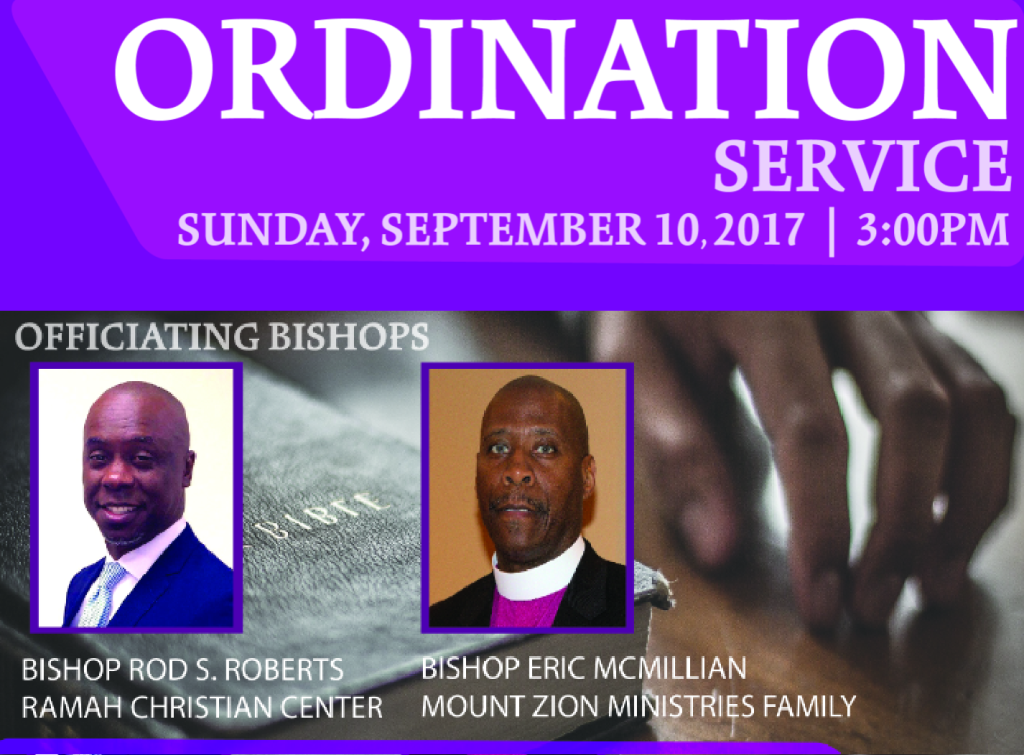 ORDINATION
SERVICE
SUNDAY, SEPTEMBER 10, 2017 | 3:00PM
OFFICIATING BISHOPS
BIBLE
BISHOP ROD S. ROBERTS
RAMAH CHRISTIAN CENTER
BISHOP ERIC MCMILLIAN
MOUNT ZION MINISTRIES FAMILY